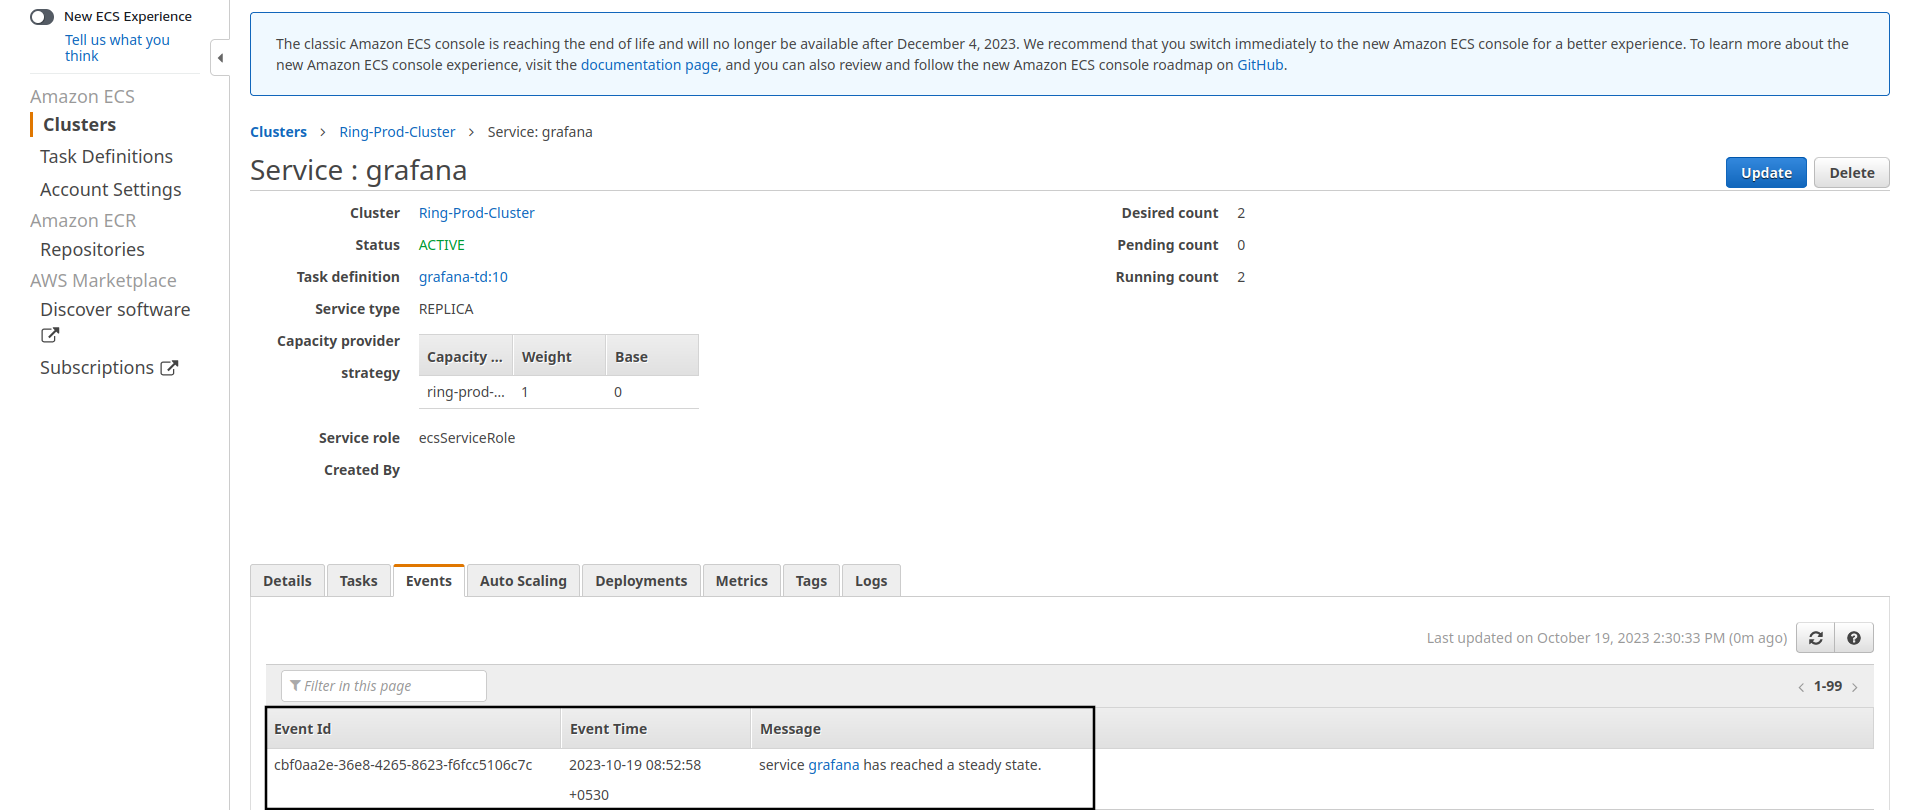 New ECS Experience
Tell us what you
think
Amazon ECS
Clusters
Task Definitions
Account Settings
Amazon ECR
Repositories
AWS Marketplace
Discover software
Subscriptions
The classic Amazon ECS console is reaching the end of life and will no longer be available after December 4, 2023. We recommend that you switch immediately to the new Amazon ECS console for a better experience. To learn more about the
new Amazon ECS console experience, visit the documentation page, and you can also review and follow the new Amazon ECS console roadmap on GitHub.
Clusters > Ring-Prod-Cluster > Service: grafana
Service : grafana
Update Delete
Cluster Ring-Prod-Cluster
Status ACTIVE
Task definition grafana-td:10
Service type REPLICA
Capacity provider
strategy
Capacity ... Weight Base
ring-prod-... 1 0
Service role ecsServiceRole
Created By
Desired count 2
Pending count 0
Running count 2
Details Tasks Events Auto Scaling Deployments Metrics Tags Logs
Last updated on October 19, 2023 2:30:33 PM (0m ago)
Filter in this page
< 1-99 >
Event Id Event Time Message
cbf0aa2e-36e8-4265-8623-f6fcc5106c7c 2023-10-19 08:52:58 service grafana has reached a steady state.
+0530